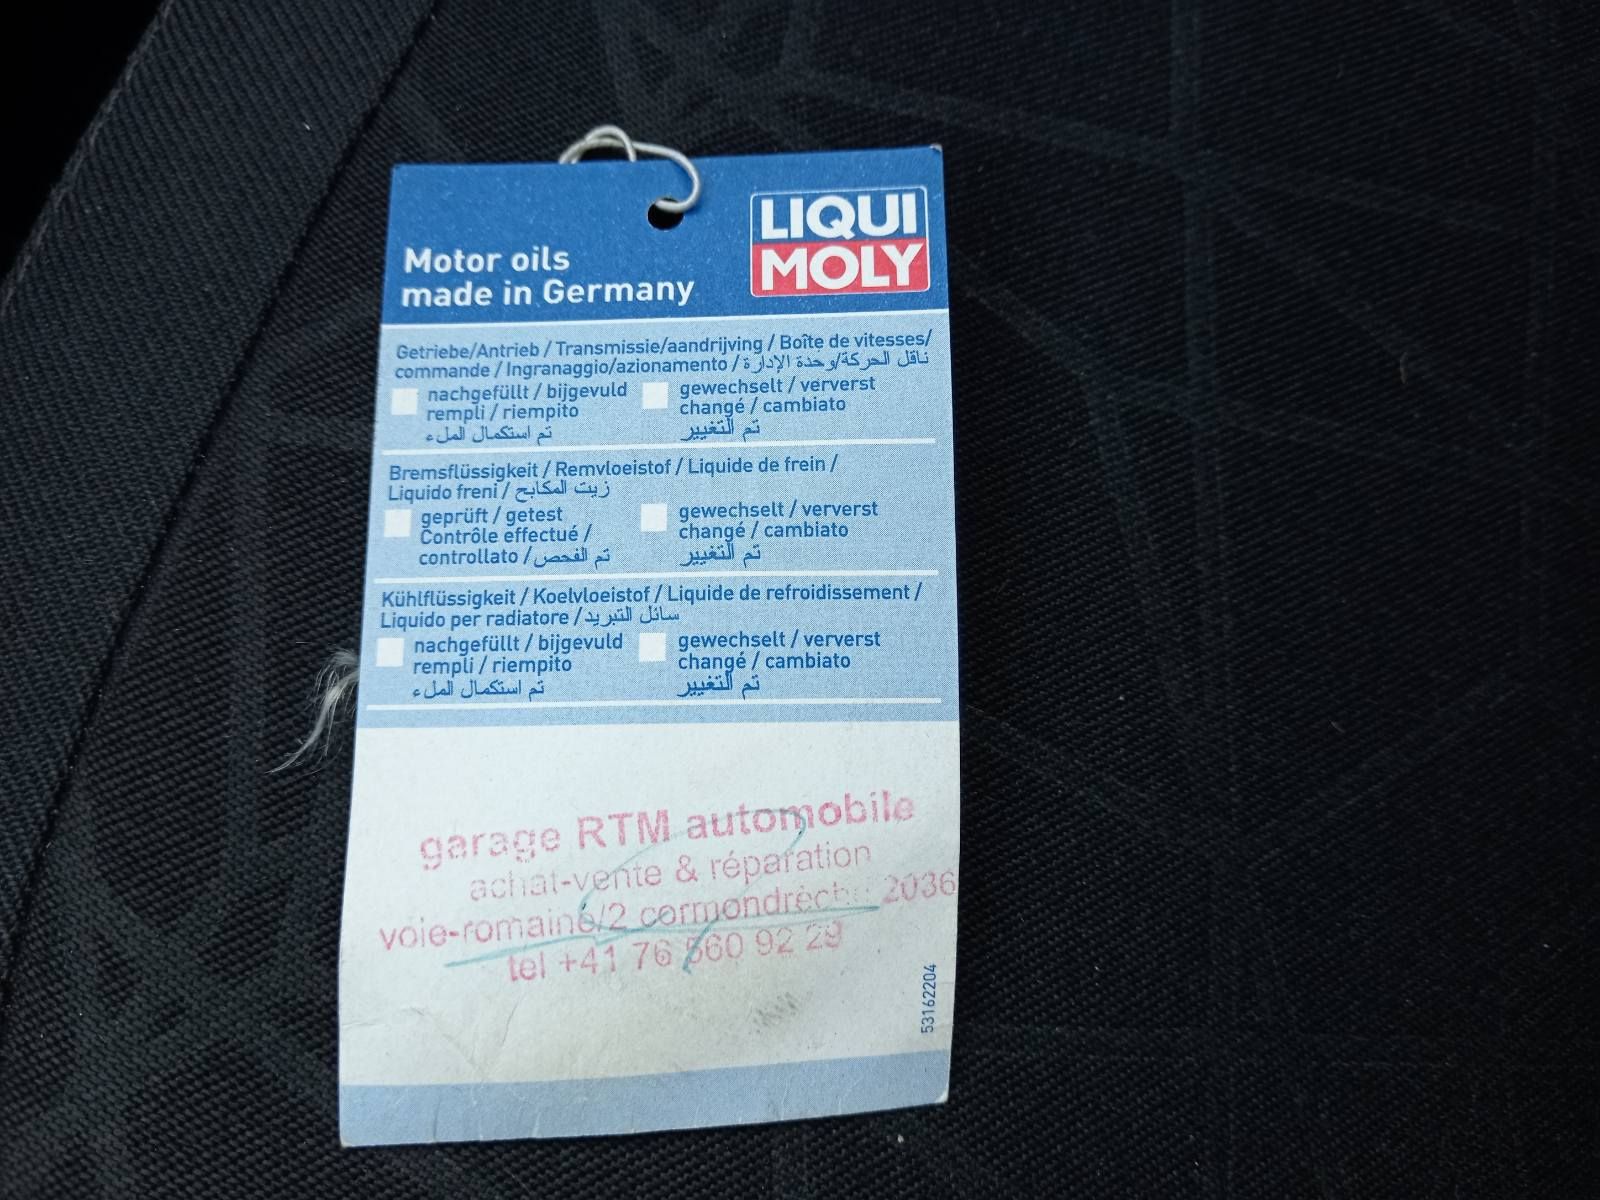 LIQUI
MOLY
Motor oils
made in Germany
Getriebe/Antrieb / Transmissie/aandrijving / Boîte de vitesses/
commande / Ingranaggio/azionamento / ناقل الحركة/وحدة الإدارة
nachgefüllt / bijgevuld
rempli / riempito
تم استكمال الملء
gewechselt / ververst
changé / cambiato
تم التغيير
Bremsflüssigkeit / Remvloeistof / Liquide de frein /
Liquido freni / زيت المكابح
geprüft / getest
Contrôle effectué /
controllato / تم الفحص
gewechselt / ververst
changé / cambiato
تم التغيير
Kühlflüssigkeit / Koelvloeistof / Liquide de refroidissement /
Liquido per radiatore / سائل التبريد
nachgefüllt / bijgevuld
rempli / riempito
تم استكمال الملء
gewechselt / ververst
changé / cambiato
تم التغيير
garage RTM automobile
achat-vente & réparation
voie-romaine/2 cormondrèche 2036
tel +41 76 560 92 29
53162204